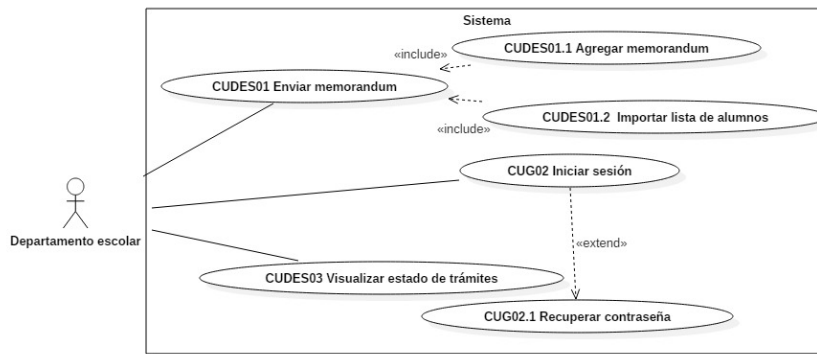 Sistema
CUDES01.1 Agregar memorandum
«include»
CUDES01 Enviar memorandum
CUDES01.2 Importar lista de alumnos
«include»
CUG02 Iniciar sesión
Departamento escolar
«extend»
CUDES03 Visualizar estado de trámites
CUG02.1 Recuperar contraseña